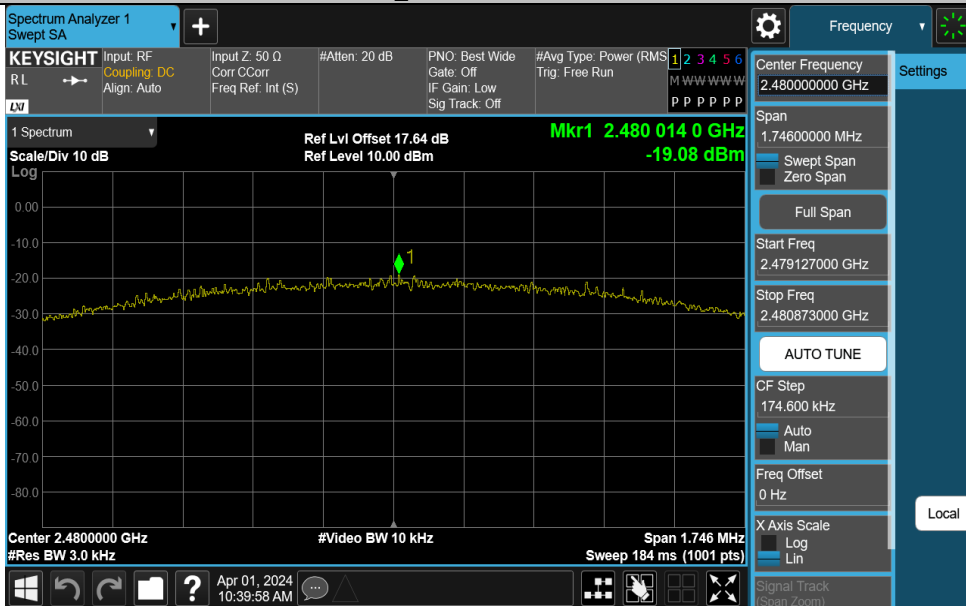 Spectrum Analyzer 1
Swept SA
+
Frequency
KEYSIGHT
RL
LXI
Input: RF
Coupling: DC
Align: Auto
Input Z: 50 Ω
Corr CCorr
Freq Ref: Int (S)
#Atten: 20 dB
PNO: Best Wide
Gate: Off
IF Gain: Low
Sig Track: Off
#Avg Type: Power (RMS
Trig: Free Run
1 2 3 4 5 6
M W W W W W
P P P P P P
1 Spectrum
Scale/Div 10 dB
Log
Ref Lvl Offset 17.64 dB
Ref Level 10.00 dBm
Mkr1 2.480 014 0 GHz
-19.08 dBm
1
0.00
-10.0
-20.0
-30.0
-40.0
-50.0
-60.0
-70.0
-80.0
Center 2.4800000 GHz
#Res BW 3.0 kHz
#Video BW 10 kHz
Span 1.746 MHz
Sweep 184 ms (1001 pts)
Center Frequency
2.480000000 GHz
Settings
Span
1.74600000 MHz
Swept Span
Zero Span
Full Span
Start Freq
2.479127000 GHz
Stop Freq
2.480873000 GHz
AUTO TUNE
CF Step
174.600 kHz
Auto
Man
Freq Offset
0 Hz
Local
X Axis Scale
Log
Lin
Signal Track
(Span Zoom)
?
Apr 01, 2024
10:39:58 AM